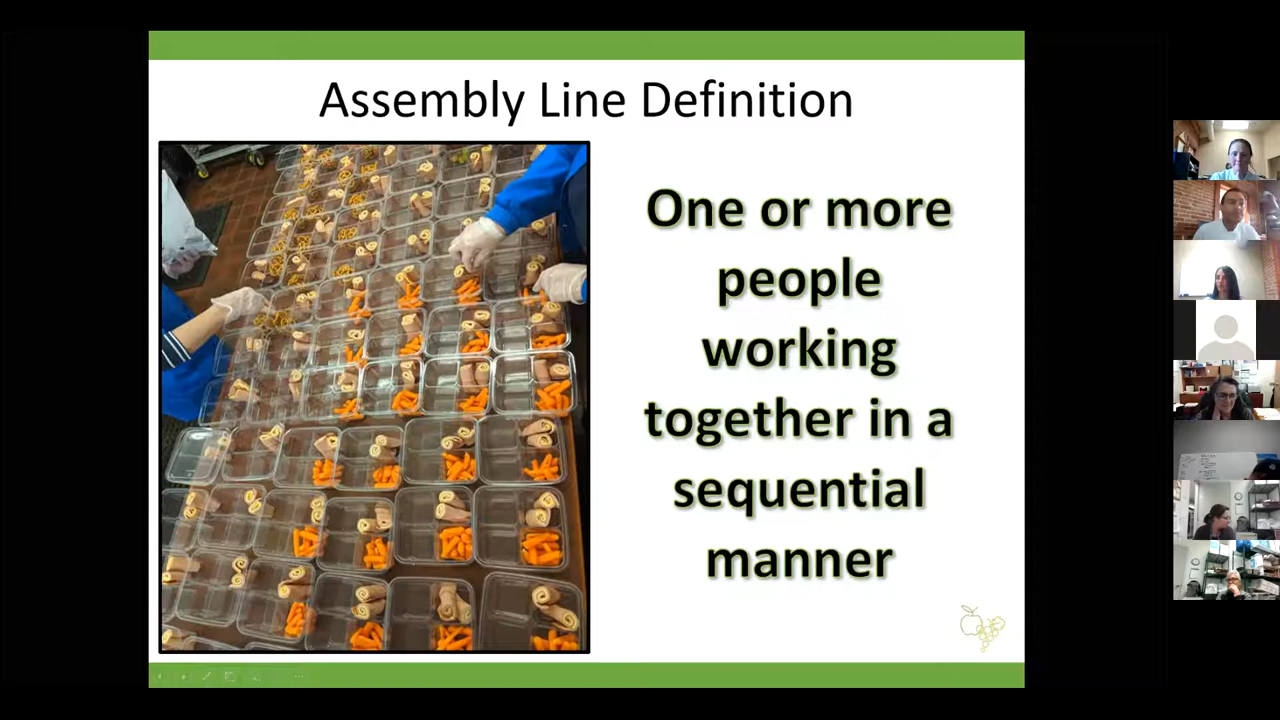 Assembly Line Definition
One or more
people
working
together in a
sequential
manner